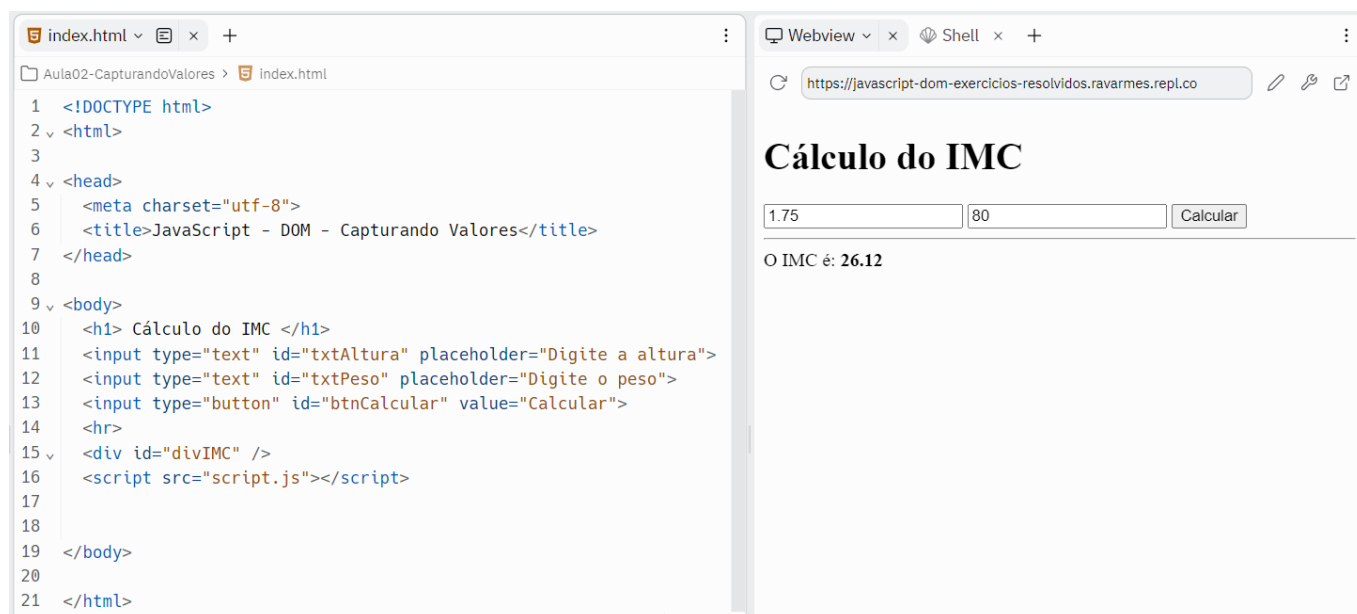 index.html
Aula02-CapturandoValores > index.html
1 <!DOCTYPE html>
2 <html>
3
4 <head>
5 <meta charset="utf-8">
6 <title>JavaScript - DOM - Capturando Valores</title>
7 </head>
8
9 <body>
10 <h1> Cálculo do IMC </h1>
11 <input type="text" id="txtAltura" placeholder="Digite a altura">
12 <input type="text" id="txtPeso" placeholder="Digite o peso">
13 <input type="button" id="btnCalcular" value="Calcular">
14 <hr>
15 <div id="divIMC" />
16 <script src="script.js"></script>
17
18
19 </body>
20
21 </html>
Webview Shell
https://javascript-dom-exercicios-resolvidos.ravarmes.repl.co
Cálculo do IMC
1.75 80 Calcular
O IMC é: 26.12